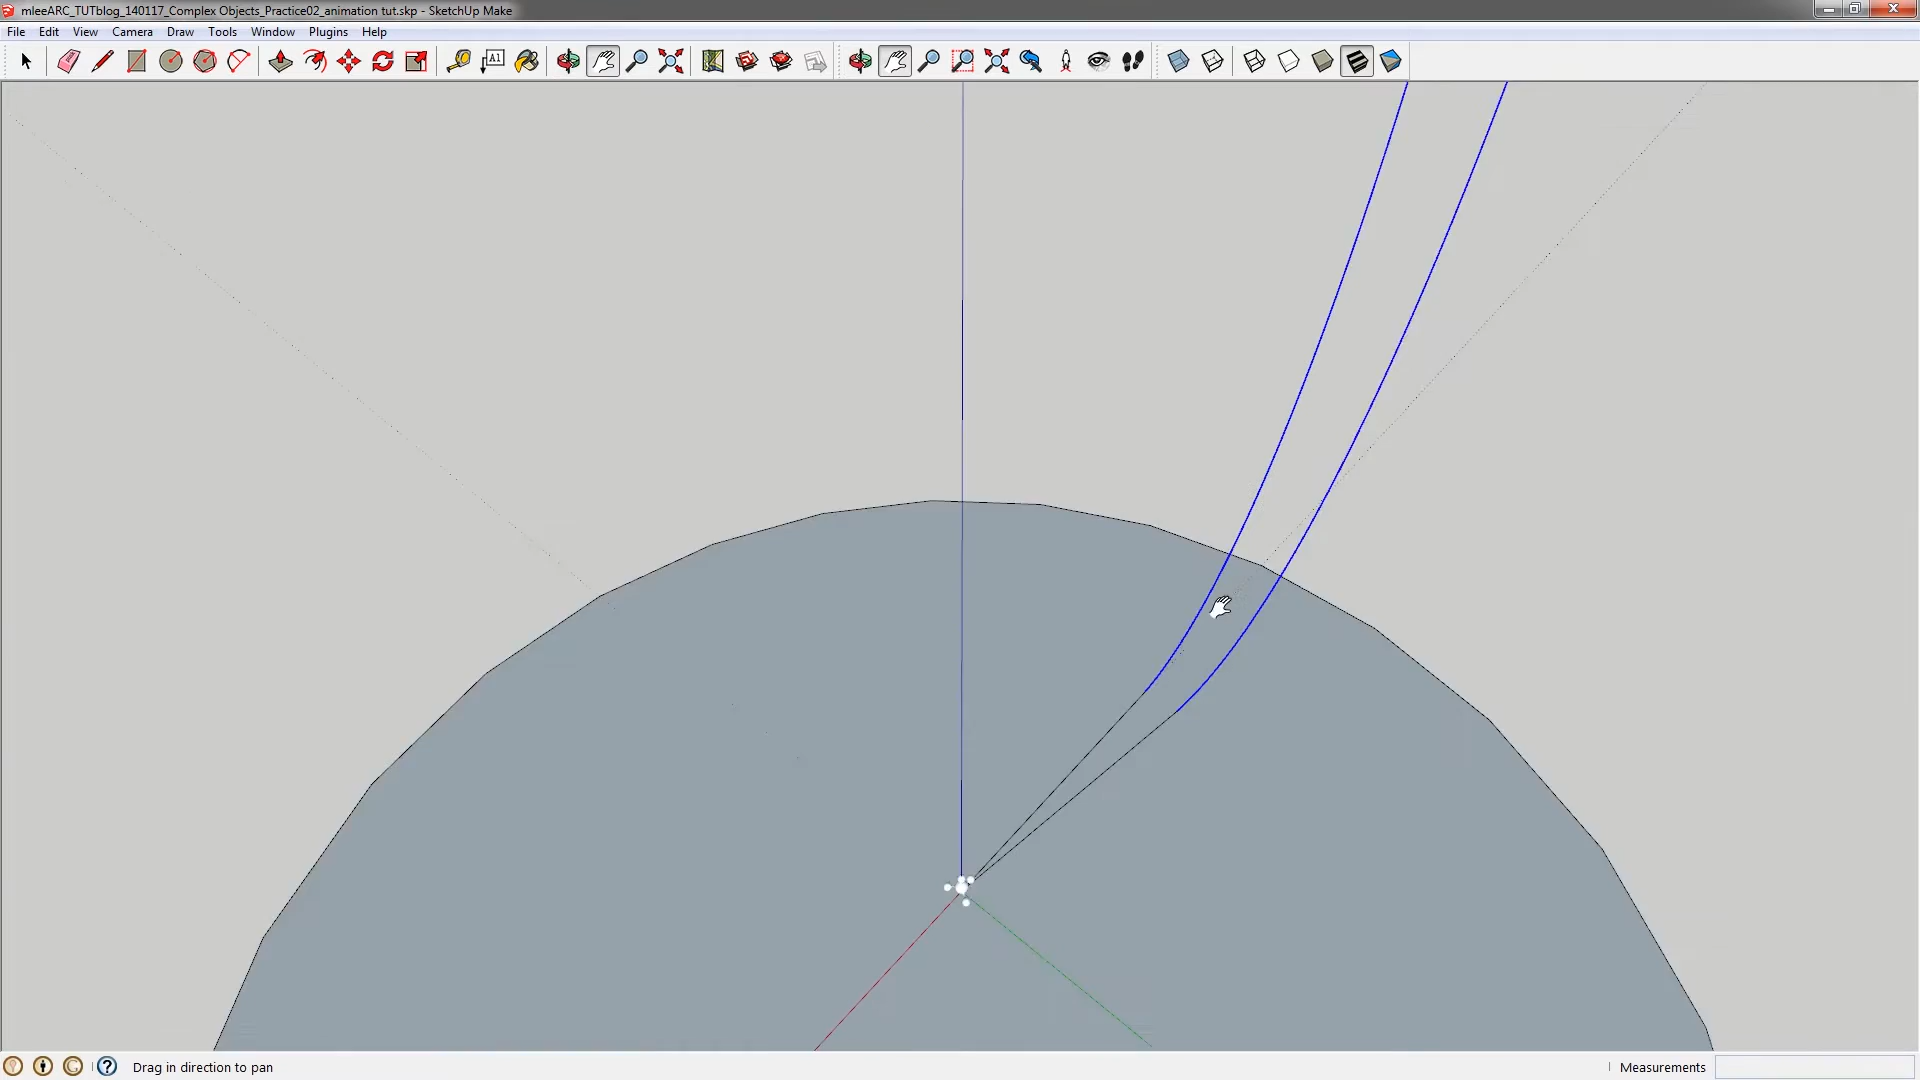 mleeARC_TUTblog_140117_Complex Objects_Practice02_animation tut.skp - SketchUp Make
File Edit View Camera Draw Tools Window Plugins Help
A1
Drag in direction to pan
Measurements